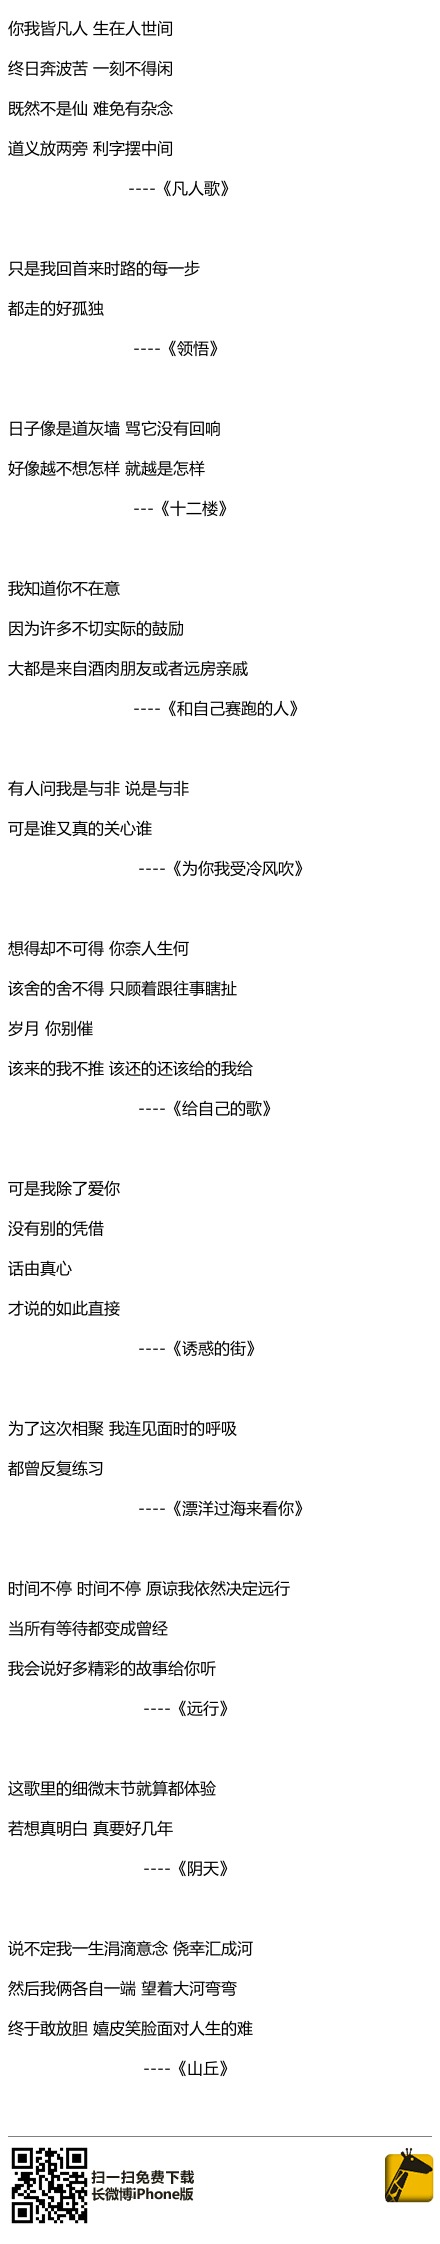 你我皆凡人 生在人世间
终日奔波苦 一刻不得闲
既然不是仙 难免有杂念
道义放两旁 利字摆中间
----《凡人歌》
只是我回首来时路的每一步
都走的好孤独
----《领悟》
日子像是道灰墙 骂它没有回响
好像越不想怎样 就越是怎样
---《十二楼》
我知道你不在意
因为许多不切实际的鼓励
大都是来自酒肉朋友或者远房亲戚
----《和自己赛跑的人》
有人问我是与非 说是与非
可是谁又真的关心谁
----《为你我受冷风吹》
想得却不可得 你奈人生何
该舍的舍不得 只顾着跟往事瞎扯
岁月 你别催
该来的我不推 该还的还该给的我给
----《给自己的歌》
可是我除了爱你
没有别的凭借
话由真心
才说的如此直接
----《诱惑的街》
为了这次相聚 我连见面时的呼吸
都曾反复练习
----《漂洋过海来看你》
时间不停 时间不停 原谅我依然决定远行
当所有等待都变成曾经
我会说好多精彩的故事给你听
----《远行》
这歌里的细微末节就算都体验
若想真明白 真要好几年
----《阴天》
说不定我一生涓滴意念 侥幸汇成河
然后我俩各自一端 望着大河弯弯
终于敢放胆 嬉皮笑脸面对人生的难
----《山丘》
扫一扫免费下载
长微博iPhone版